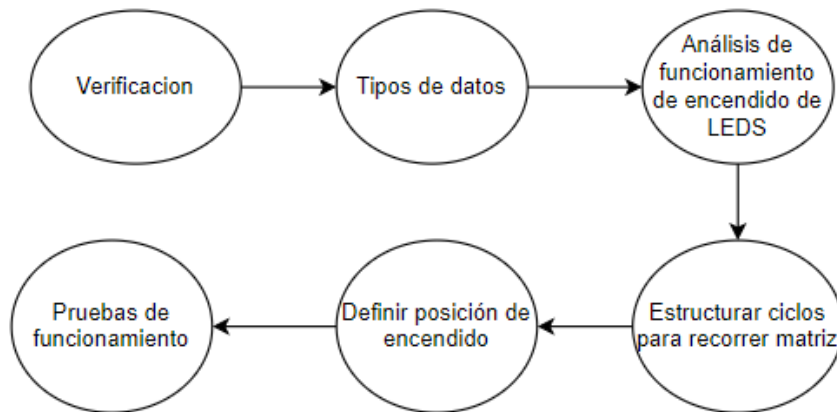 Verificacion
Tipos de datos
Análisis de
funcionamiento
de encendido de
LEDS
Estructurar ciclos
para recorrer matriz
Definir posición de
encendido
Pruebas de
funcionamiento